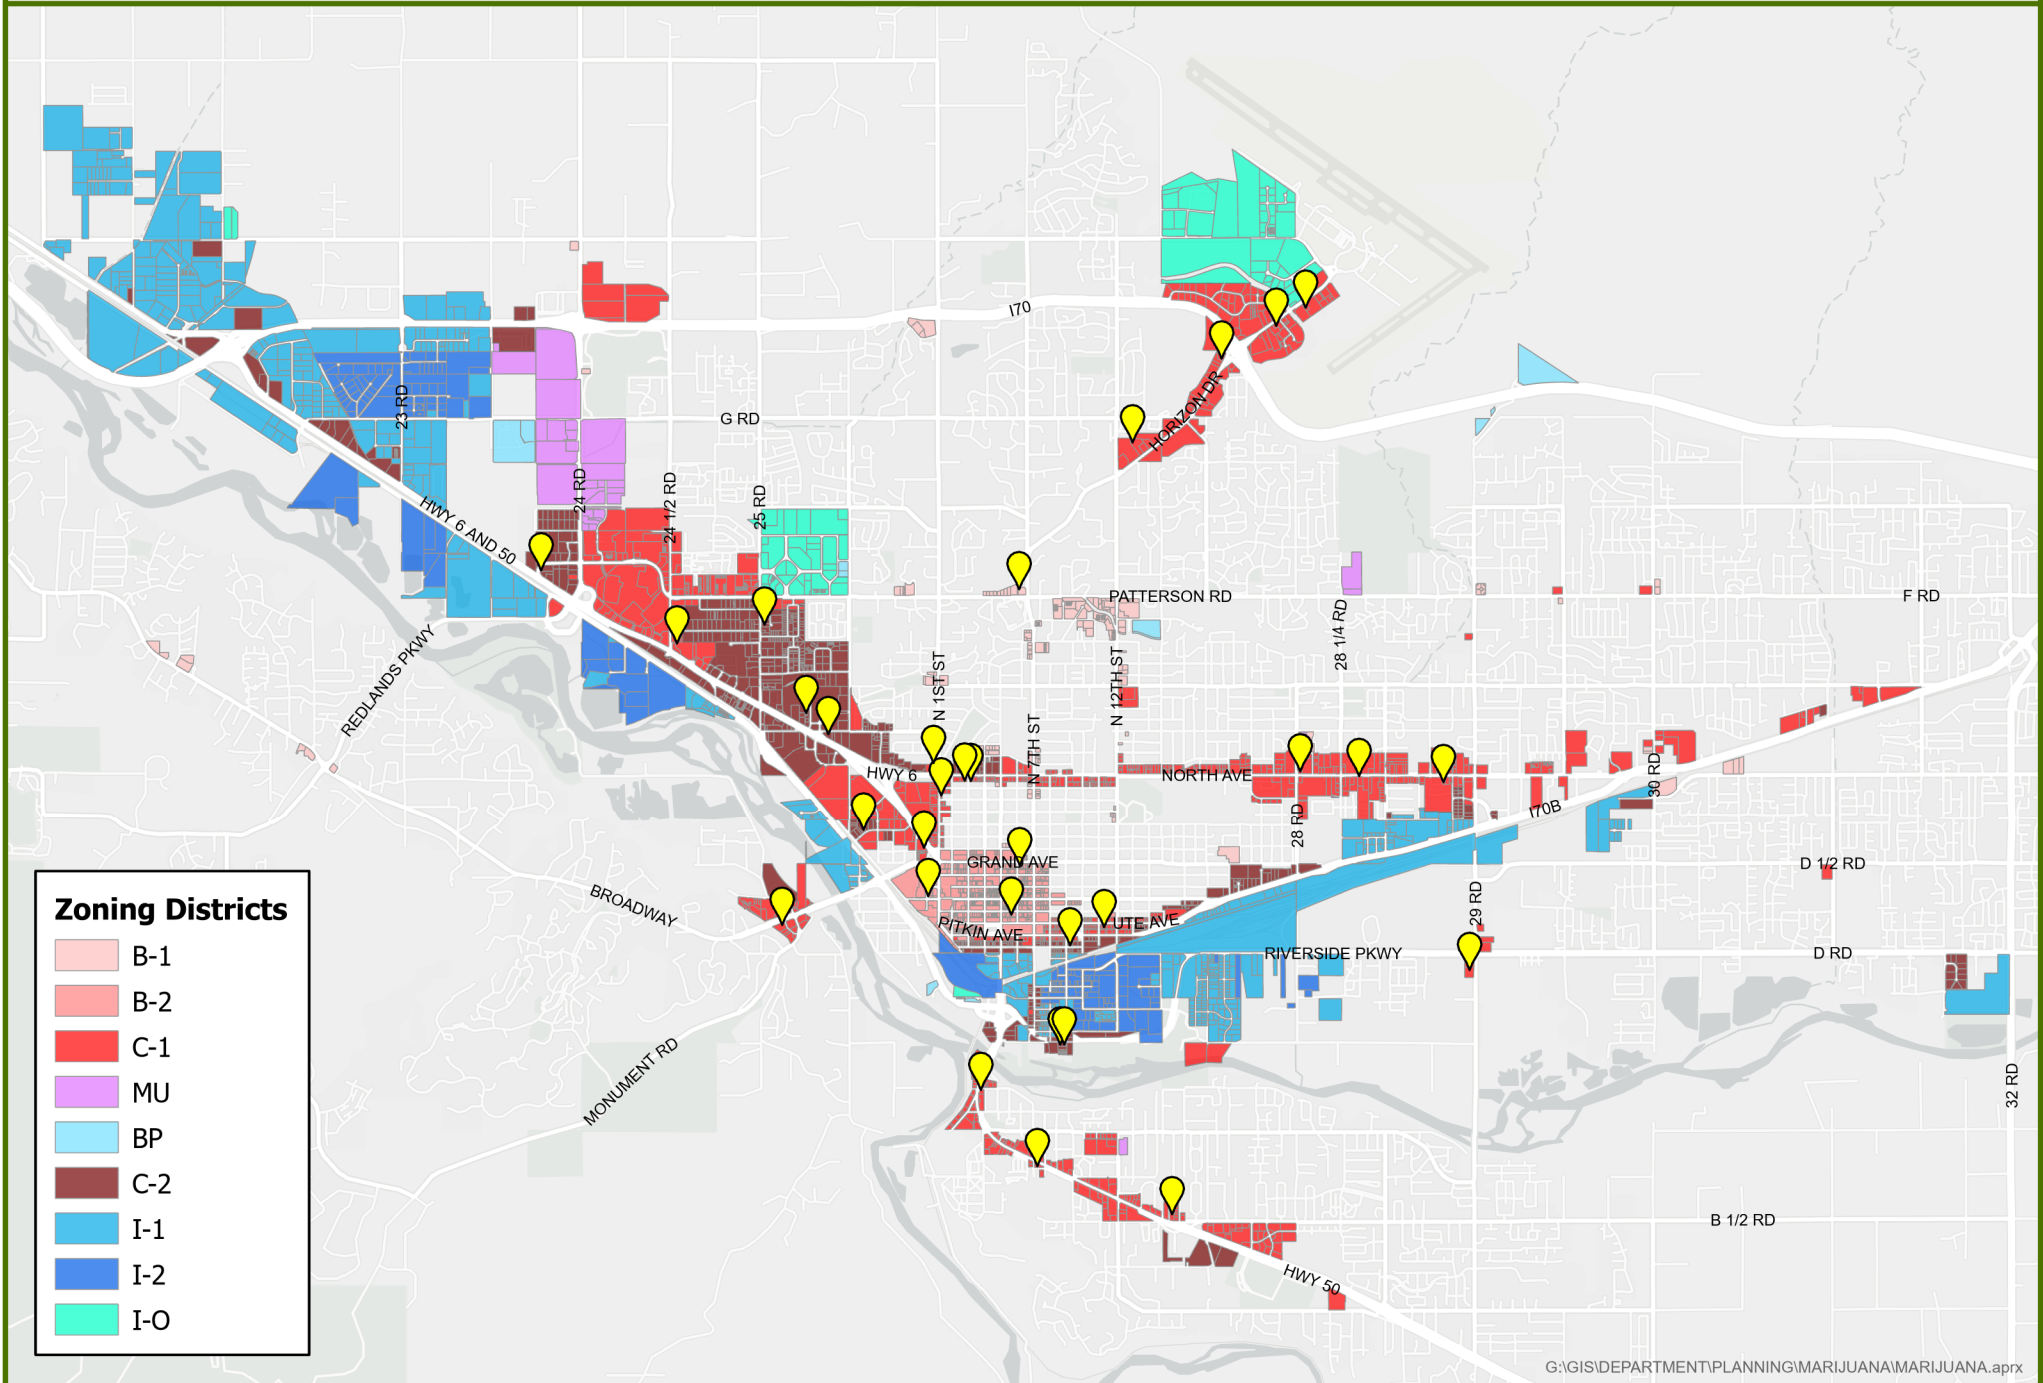 I70
23 RD
G RD
HORIZON DR
24 RD
24 1/2 RD
25 RD
HWY 6 AND 50
PATTERSON RD
F RD
28 1/4 RD
REDLANDS PKWY
N 1ST ST
N 12TH ST
N 7TH ST
HWY 6
NORTH AVE
30 RD
I70B
28 RD
GRAND AVE
D 1/2 RD
BROADWAY
29 RD
PITKIN AVE
UTE AVE
RIVERSIDE PKWY
D RD
MONUMENT RD
32 RD
B 1/2 RD
HWY 50
Zoning Districts
B-1
B-2
C-1
MU
BP
C-2
I-1
I-2
I-O
G:\GIS\DEPARTMENT\PLANNING\MARIJUANA\MARIJUANA.aprx